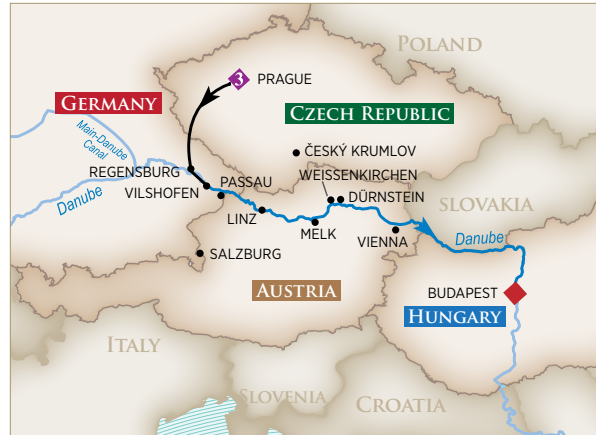 POLAND
3
PRAGUE
GERMANY
CZECH REPUBLIC
Main-Danube
Canal
ČESKÝ KRUMLOV
REGENSBURG
WEISSENKIRCHEN
VILSHOFEN
PASSAU
DÜRNSTEIN
Danube
SLOVAKIA
LINZ
MELK
VIENNA
Danube
SALZBURG
AUSTRIA
BUDAPEST
HUNGARY
ITALY
SLOVENIA
CROATIA